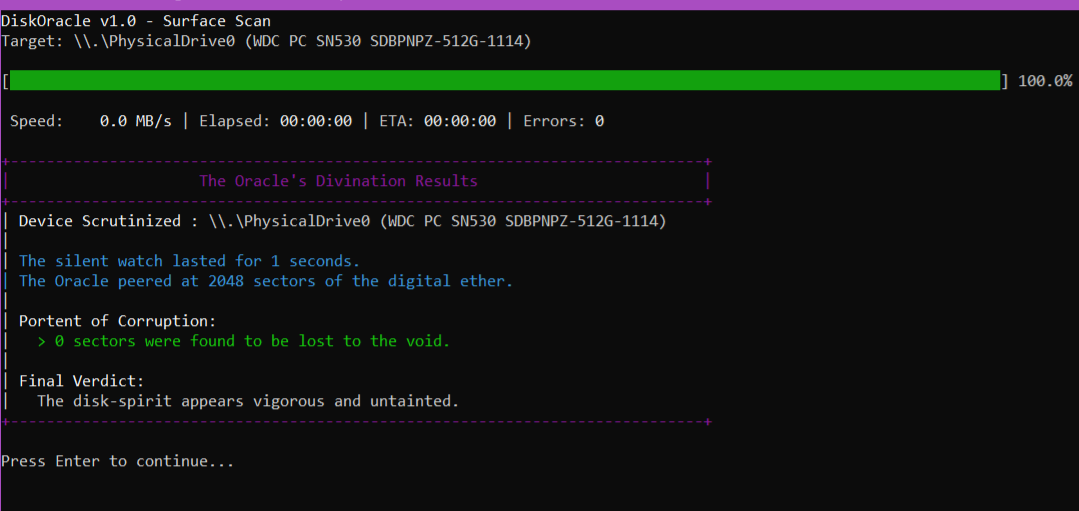 DiskOracle v1.0 - Surface Scan
Target: \\.\PhysicalDrive0 (WDC PC SN530 SDBPNPZ-512G-1114)
[] 100.0%
Speed: 0.0 MB/s | Elapsed: 00:00:00 | ETA: 00:00:00 | Errors: 0
The Oracle's Divination Results
Device Scrutinized : \\.\PhysicalDrive0 (WDC PC SN530 SDBPNPZ-512G-1114)
The silent watch lasted for 1 seconds.
The Oracle peered at 2048 sectors of the digital ether.
Portent of Corruption:
> 0 sectors were found to be lost to the void.
Final Verdict:
The disk-spirit appears vigorous and untainted.
Press Enter to continue...